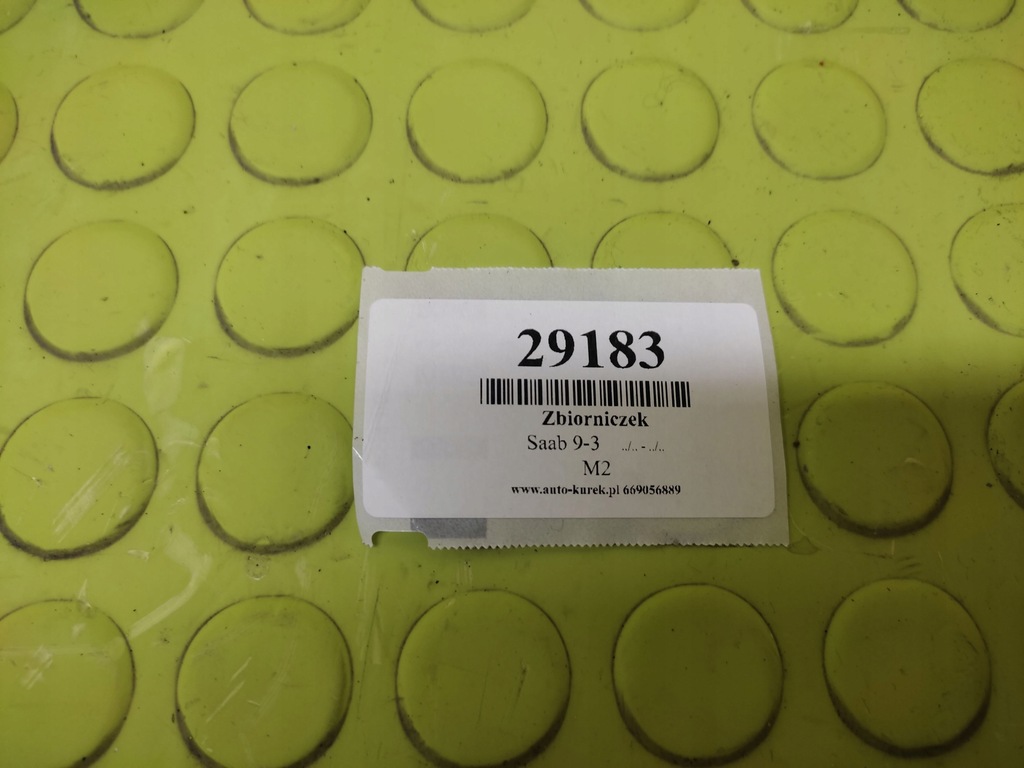 29183
Zbiorniczek
Saab 9-3 ../.. - ../..
M2
www.auto-kurek.pl 669056889